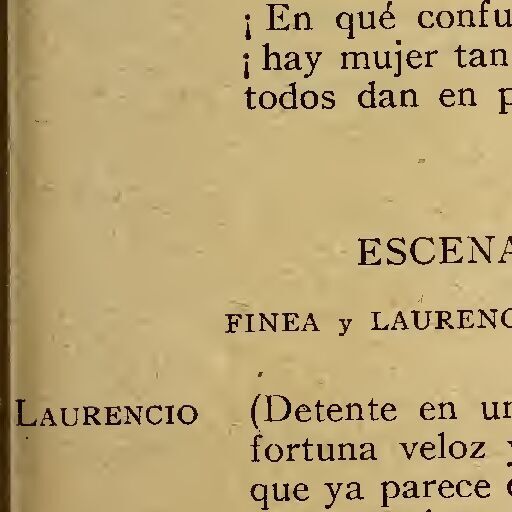 ¡ En qué confu
¡ hay mujer tan
todos dan en p
ESCENA
FINEA y LAURENC
LAURENCIO (Detente en un
fortuna veloz y
que ya parece